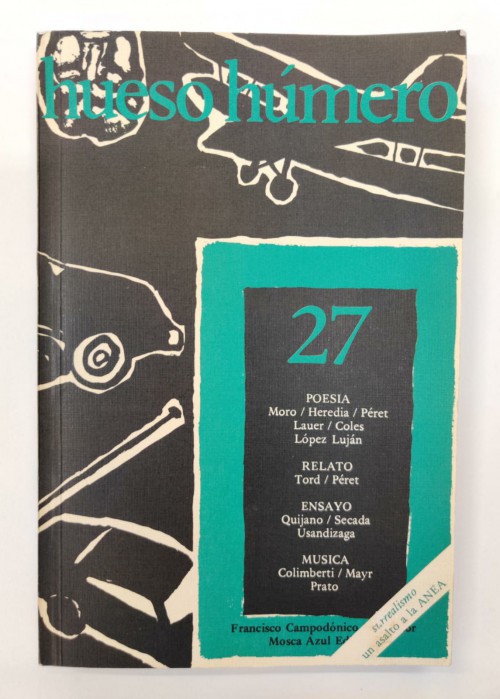 hueso húmero
27
POESIA
Moro / Heredia / Péret
Lauer / Coles
López Luján
RELATO
Tord / Péret
ENSAYO
Quijano / Secada
Usandizaga
MUSICA
Colimberti / Mayr
Prato
Francisco Campodónico
Mosca Azul
surrealismo
un asalto a la ANEA